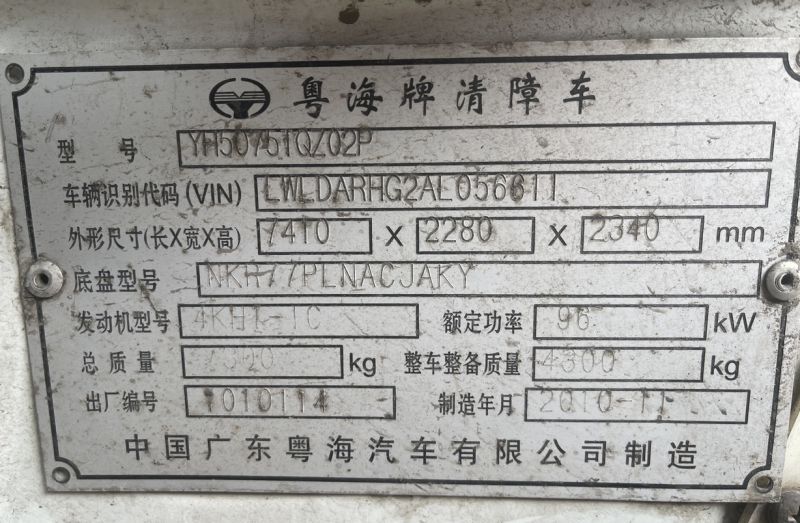 粤海牌清障车
型 号 YH5075TQZ02P
车辆识别代码(VIN) LWLDARHG2AL056611
外形尺寸(长X宽X高) 7410 X 2280 X 2340 mm
底盘型号 NKH77PLNACJAKY
发动机型号 4KH1-TC 额定功率 96 kW
总质量 7300 kg 整车整备质量 4300 kg
出厂编号 1010114 制造年月 2010-11
中国广东粤海汽车有限公司制造